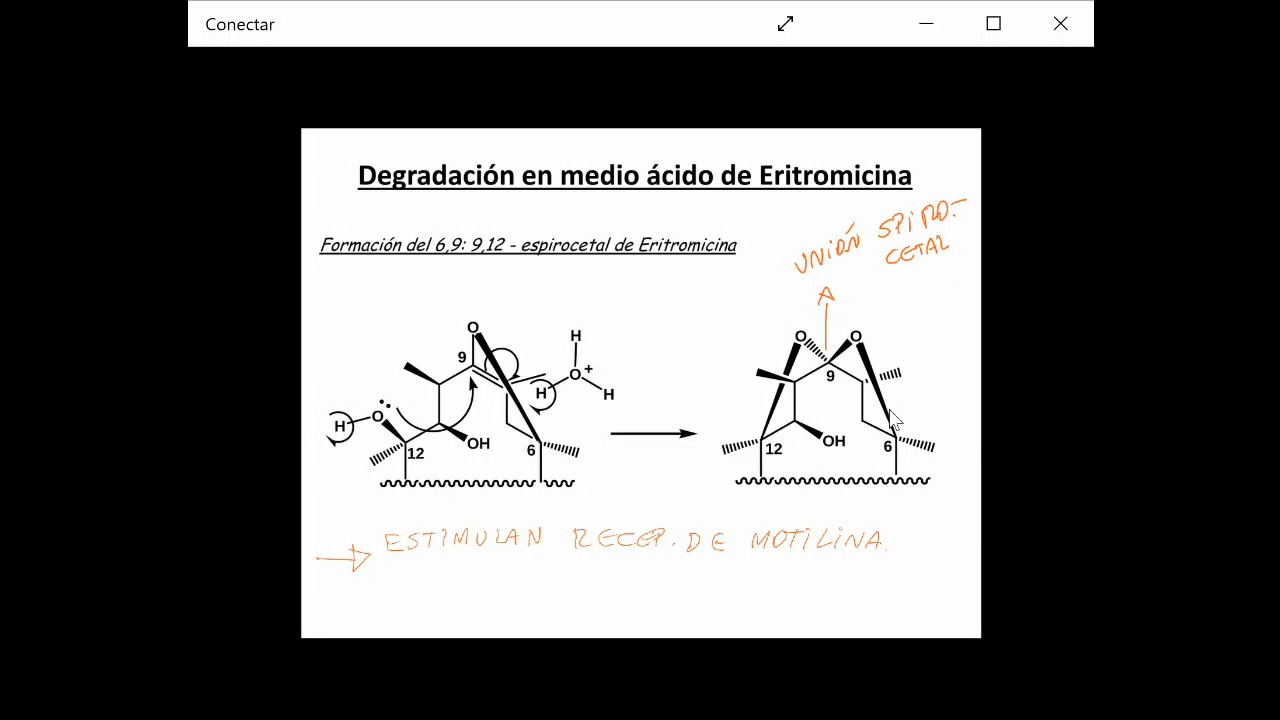 Conectar
Degradación en medio ácido de Eritromicina
Formación del 6,9: 9,12 - espirocetal de Eritromicina
UNIÓN SPIRO-
CETAL
O
H
9
O
+
H
H
H
O
12
OH
6
O
O
9
12
OH
6
ESTIMULAN RECEP. DE MOTILINA.